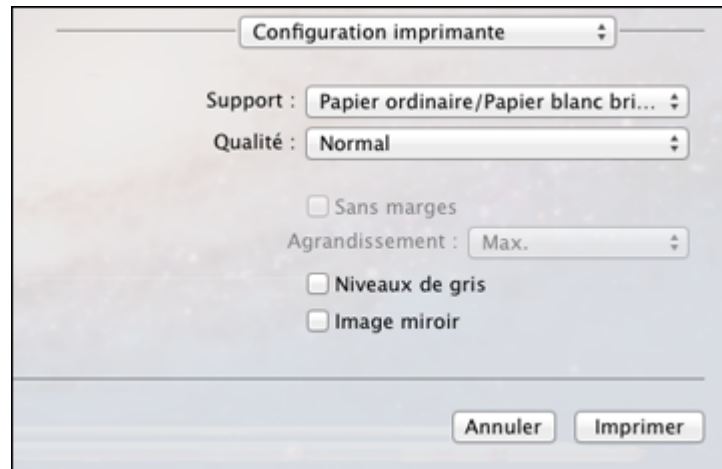 Configuration imprimante
Support : Papier ordinaire/Papier blanc bri...
Qualité : Normal
Sans marges
Agrandissement : Max.
Niveaux de gris
Image miroir
Annuler Imprimer